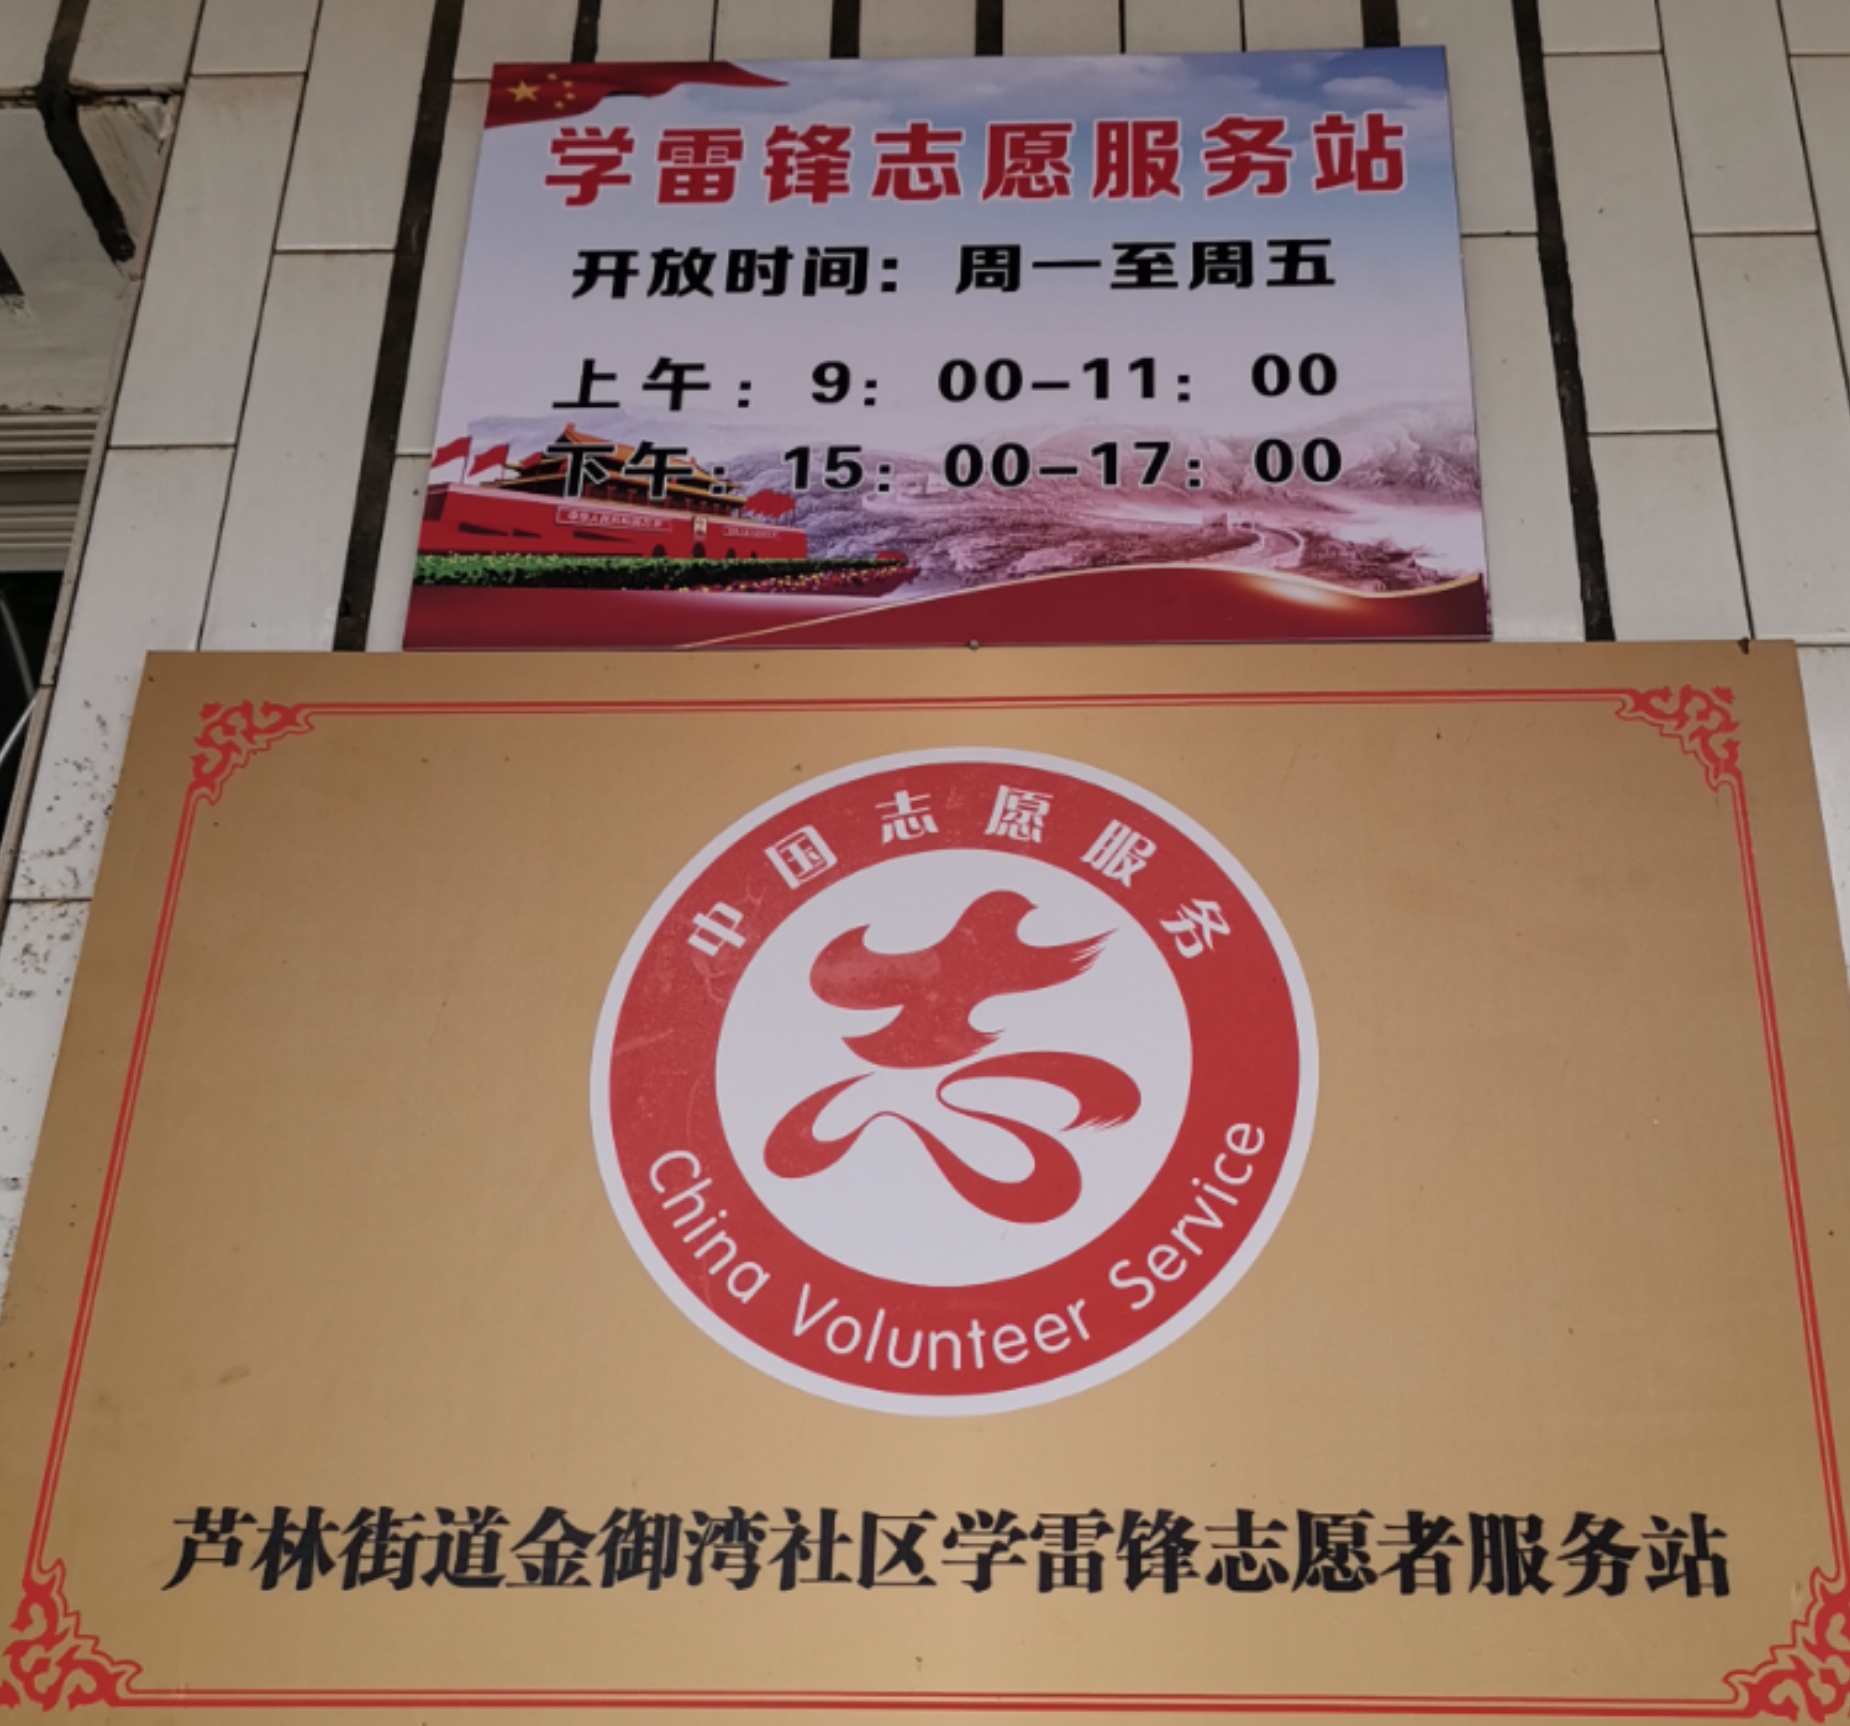 学雷锋志愿服务站
开放时间：周一至周五
上午：9：00-11：00
下午：15：00-17：00
中国志愿服务
China Volunteer Service
芦林街道金御湾社区学雷锋志愿者服务站